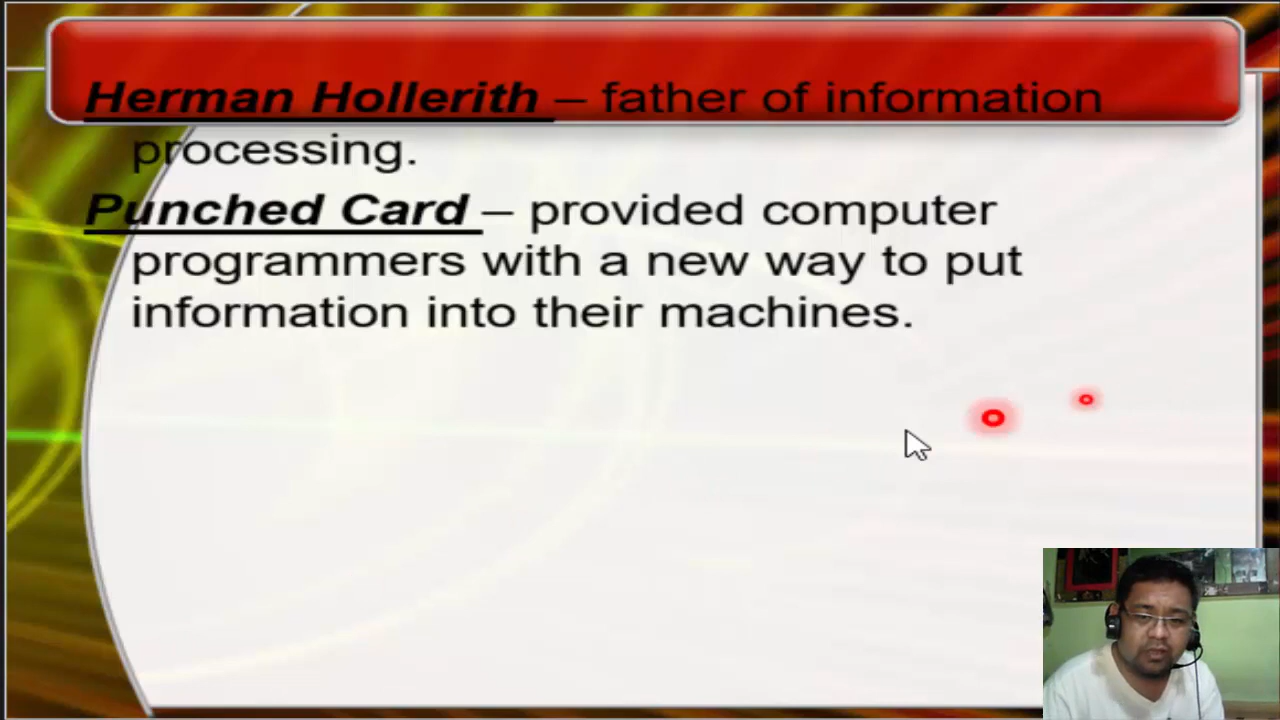 Herman Hollerith – father of information
processing.
Punched Card – provided computer
programmers with a new way to put
information into their machines.